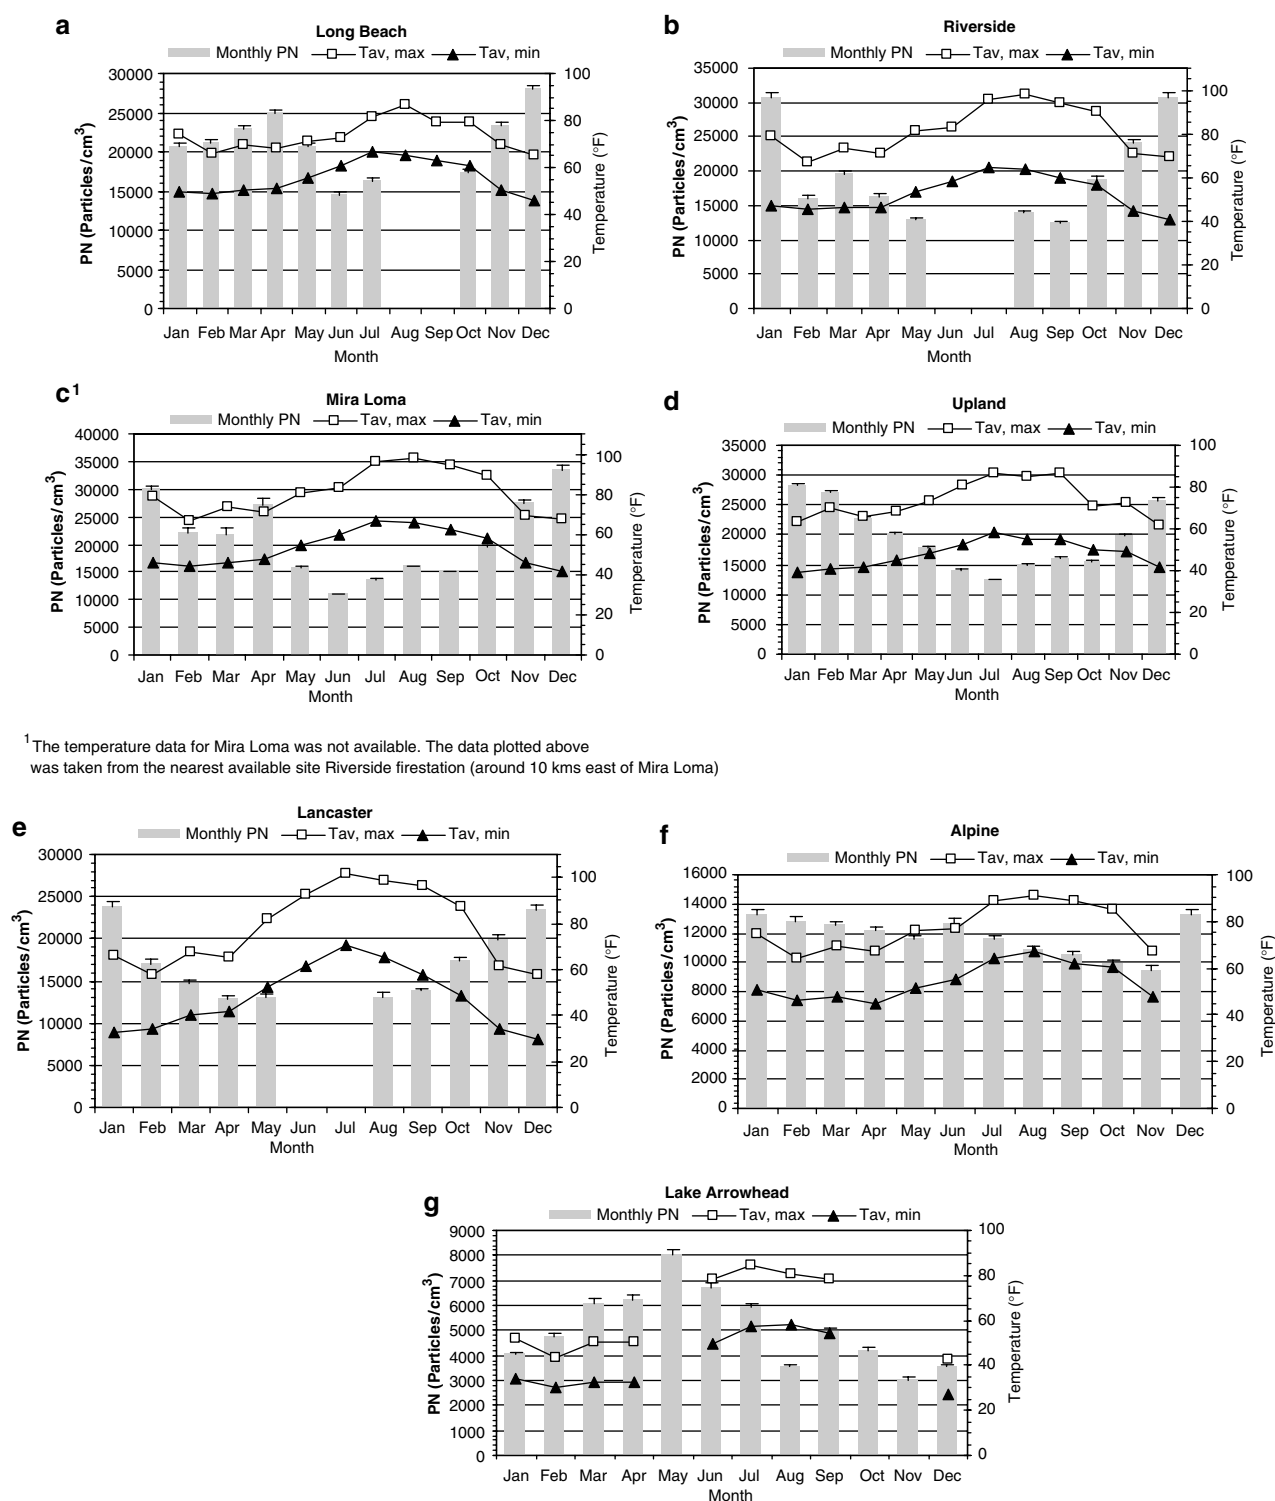 a
Long Beach
Monthly PN Tav, max Tav, min
PN (Particles/cm³)
30000
25000
20000
15000
10000
5000
0
100
80
60
40
20
0
Temperature (°F)
Jan Feb Mar Apr May Jun Jul Aug Sep Oct Nov Dec
Month
b
Riverside
Monthly PN Tav, max Tav, min
PN (Particles/cm³)
35000
30000
25000
20000
15000
10000
5000
0
100
80
60
40
20
0
Temperature (°F)
Jan Feb Mar Apr May Jun Jul Aug Sep Oct Nov Dec
Month
c¹
Mira Loma
Monthly PN Tav, max Tav, min
PN (Particles/cm³)
40000
35000
30000
25000
20000
15000
10000
5000
0
100
80
60
40
20
0
Temperature (°F)
Jan Feb Mar Apr May Jun Jul Aug Sep Oct Nov Dec
Month
d
Upland
Monthly PN Tav, max Tav, min
PN (Particles/cm³)
35000
30000
25000
20000
15000
10000
5000
0
100
80
60
40
20
0
Temperature (°F)
Jan Feb Mar Apr May Jun Jul Aug Sep Oct Nov Dec
Month
¹ The temperature data for Mira Loma was not available. The data plotted above
was taken from the nearest available site Riverside firestation (around 10 kms east of Mira Loma)
e
Lancaster
Monthly PN Tav, max Tav, min
PN (Particles/cm³)
30000
25000
20000
15000
10000
5000
0
100
80
60
40
20
0
Temperature (°F)
Jan Feb Mar Apr May Jun Jul Aug Sep Oct Nov Dec
Month
f
Alpine
Monthly PN Tav, max Tav, min
PN (Particles/cm³)
16000
14000
12000
10000
8000
6000
4000
2000
0
100
80
60
40
20
0
Temperature (°F)
Jan Feb Mar Apr May Jun Jul Aug Sep Oct Nov Dec
Month
g
Lake Arrowhead
Monthly PN Tav, max Tav, min
PN (Particles/cm³)
9000
8000
7000
6000
5000
4000
3000
2000
1000
0
100
80
60
40
20
0
Temperature (°F)
Jan Feb Mar Apr May Jun Jul Aug Sep Oct Nov Dec
Month